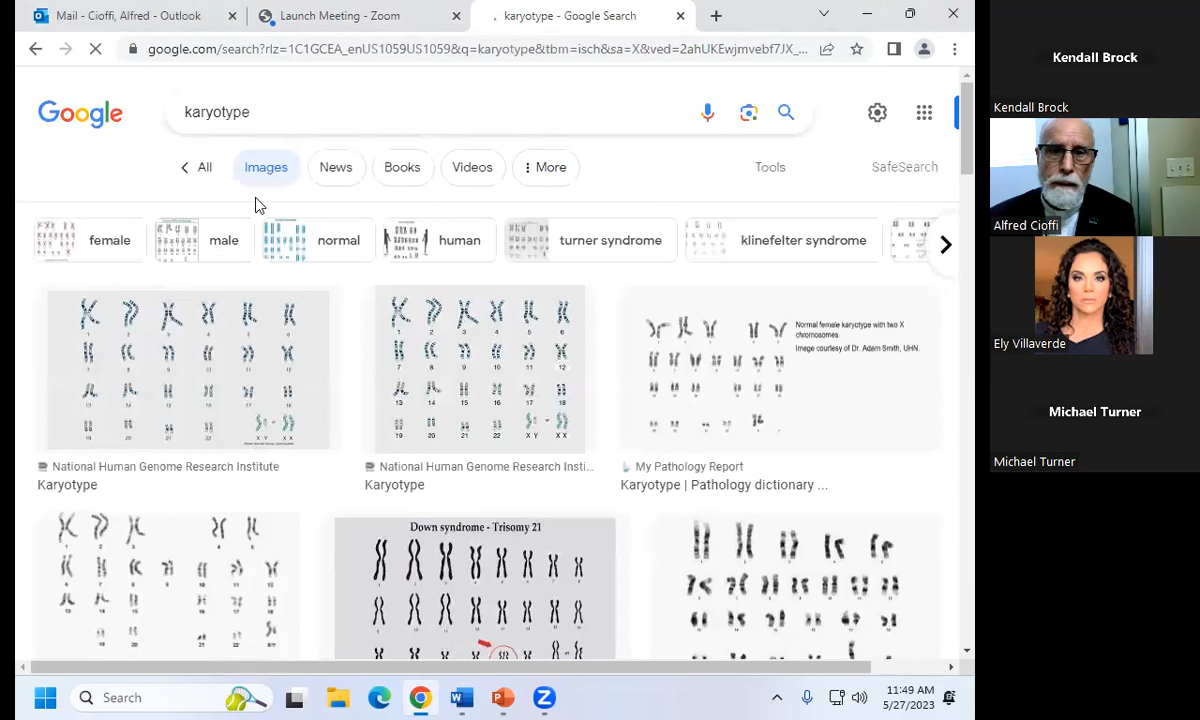 Mail - Cioffi, Alfred - Outlook
Launch Meeting - Zoom
karyotype - Google Search
google.com/search?rlz=1C1GCEA_enUS1059US1059&q=karyotype&tbm=isch&sa=X&ved=2ahUKEwjmvebf7JX_...
Google
karyotype
All
Images
News
Books
Videos
More
Tools
SafeSearch
female
male
normal
human
turner syndrome
klinefelter syndrome
Normal female karyotype with two X
chromosomes.
Image courtesy of Dr. Adam Smith, UHN.
National Human Genome Research Institute
Karyotype
National Human Genome Research Insti...
Karyotype
My Pathology Report
Karyotype | Pathology dictionary ...
Down syndrome - Trisomy 21
Search
11:49 AM
5/27/2023
Kendall Brock
Kendall Brock
Alfred Cioffi
Ely Villaverde
Michael Turner
Michael Turner